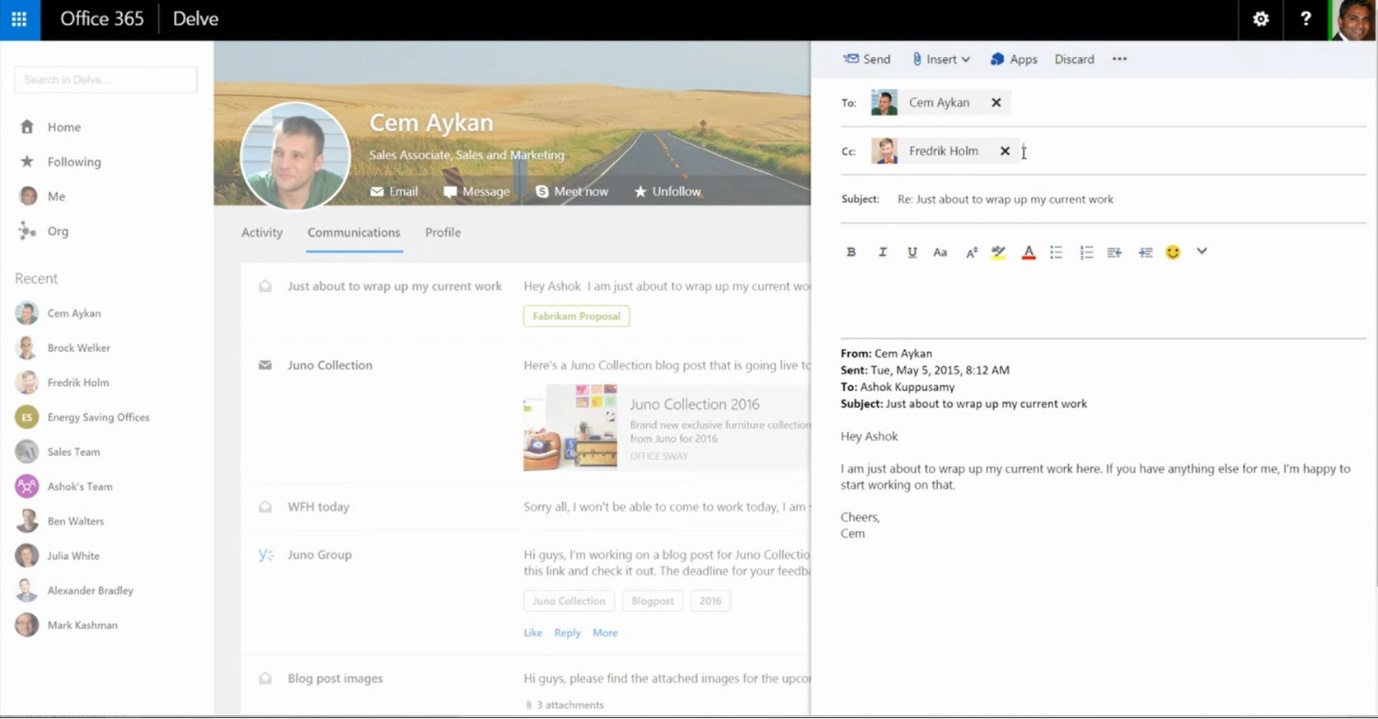 Office 365
Delve
Search in Delve...
Home
Following
Me
Org
Recent
Cem Aykan
Brock Welker
Fredrik Holm
ES Energy Saving Offices
Sales Team
Ashok's Team
Ben Walters
Julia White
Alexander Bradley
Mark Kashman
Cem Aykan
Sales Associate, Sales and Marketing
Email Message Meet now Unfollow
Activity Communications Profile
Just about to wrap up my current work
Hey Ashok I am just about to wrap up my current wo
Fabrikam Proposal
Juno Collection
Here's a Juno Collection blog post that is going live to
Juno Collection 2016
Brand new exclusive furniture collection
from Juno for 2016
OFFICE SWAY
WFH today
Sorry all, I won't be able to come to work today, I am
Juno Group
Hi guys, I'm working on a blog post for Juno Collectio
this link and check it out. The deadline for your feedba
Juno Collection Blogpost 2016
Like Reply More
Blog post images
Hi guys, please find the attached images for the upcor
3 attachments
Send Insert Apps Discard
To: Cem Aykan
Cc: Fredrik Holm
Subject: Re: Just about to wrap up my current work
B I U Aa A aby A
From: Cem Aykan
Sent: Tue, May 5, 2015, 8:12 AM
To: Ashok Kuppusamy
Subject: Just about to wrap up my current work
Hey Ashok
I am just about to wrap up my current work here. If you have anything else for me, I'm happy to
start working on that.
Cheers,
Cem